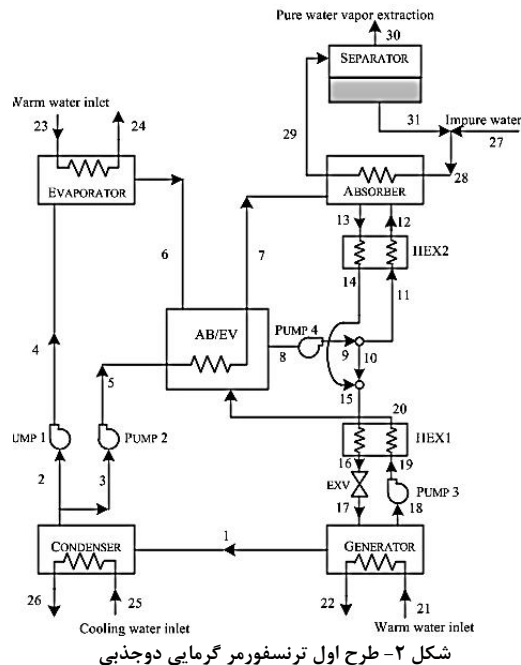 Pure water vapor extraction
30
SEPARATOR
Warm water inlet
23
24
29
31
Impure water
27
28
EVAPORATOR
ABSORBER
13
12
HEX2
6
7
14
11
4
AB/EV
PUMP 4
8
9
10
5
15
20
UMP 1
PUMP 2
HEX1
2
3
16
19
EXV
PUMP 3
17
18
CONDENSER
1
GENERATOR
26
25
22
21
Cooling water inlet
Warm water inlet
شکل ۲- طرح اول ترنسفورمر گرمایی دوجذبی